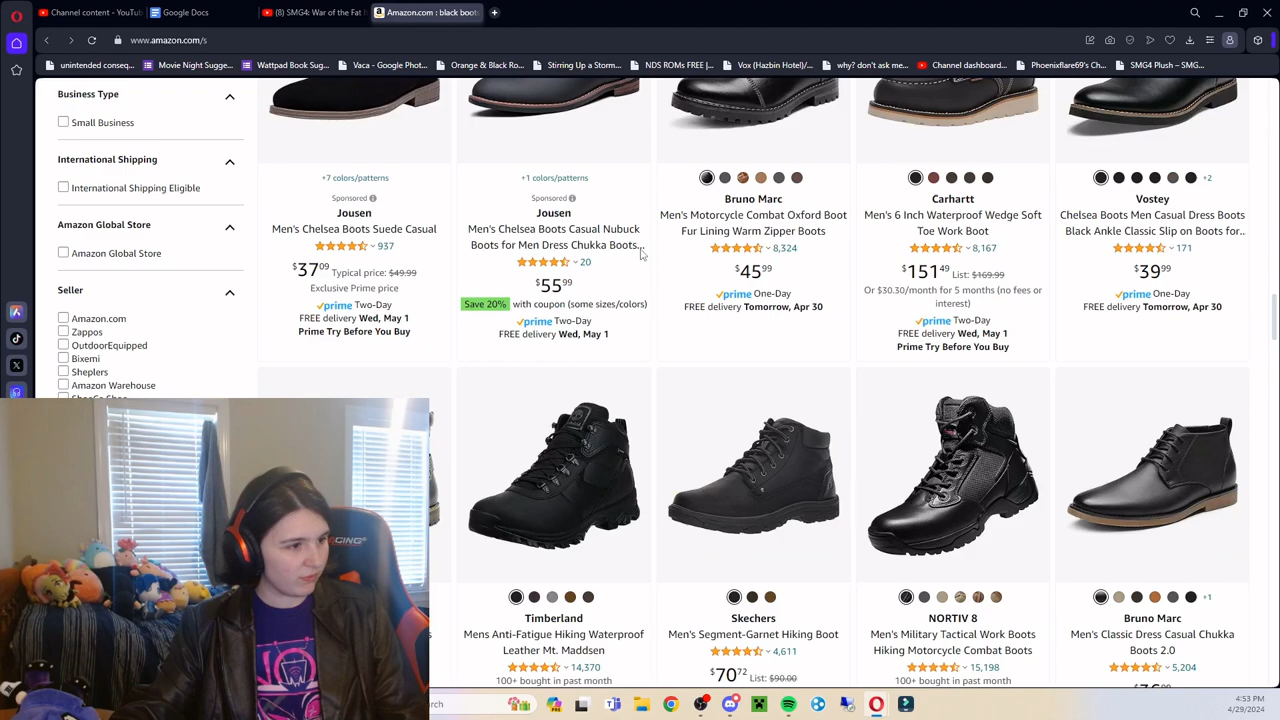 Channel content - YouTu
Google Docs
(8) SMG4: War of the Fat I
Amazon.com : black boots
www.amazon.com/s
unintended conseq...
Movie Night Sugge...
Wattpad Book Sug...
Vaca - Google Phot...
Orange & Black Ro...
Stirring Up a Storm...
NDS ROMs FREE |...
Vox (Hazbin Hotel)...
why? don't ask me...
Channel dashboard...
Phoenixflare69's Ch...
SMG4 Plush – SMG...
Business Type
Small Business
International Shipping
International Shipping Eligible
Amazon Global Store
Amazon Global Store
Seller
Amazon.com
Zappos
OutdoorEquipped
Bixemi
Sheplers
Amazon Warehouse
+7 colors/patterns
Sponsored
Jousen
Men's Chelsea Boots Suede Casual
937
$37 09 Typical price: $49.99
Exclusive Prime price
prime Two-Day
FREE delivery Wed, May 1
Prime Try Before You Buy
+1 colors/patterns
Sponsored
Jousen
Men's Chelsea Boots Casual Nubuck
Boots for Men Dress Chukka Boots...
20
$55 99
Save 20% with coupon (some sizes/colors)
prime Two-Day
FREE delivery Wed, May 1
Bruno Marc
Men's Motorcycle Combat Oxford Boot
Fur Lining Warm Zipper Boots
8,324
$45 99
prime One-Day
FREE delivery Tomorrow, Apr 30
Carhartt
Men's 6 Inch Waterproof Wedge Soft
Toe Work Boot
8,167
$151 49 List: $169.99
Or $30.30/month for 5 months (no fees or
interest)
prime Two-Day
FREE delivery Wed, May 1
Prime Try Before You Buy
+2
Vostey
Chelsea Boots Men Casual Dress Boots
Black Ankle Classic Slip on Boots for...
171
$39 99
prime One-Day
FREE delivery Tomorrow, Apr 30
Timberland
Mens Anti-Fatigue Hiking Waterproof
Leather Mt. Maddsen
14,370
100+ bought in past month
Skechers
Men's Segment-Garnet Hiking Boot
4,611
$70 72 List: $90.00
NORTIV 8
Men's Military Tactical Work Boots
Hiking Motorcycle Combat Boots
15,198
100+ bought in past month
+1
Bruno Marc
Men's Classic Dress Casual Chukka
Boots 2.0
5,204
4:53 PM
4/29/2024